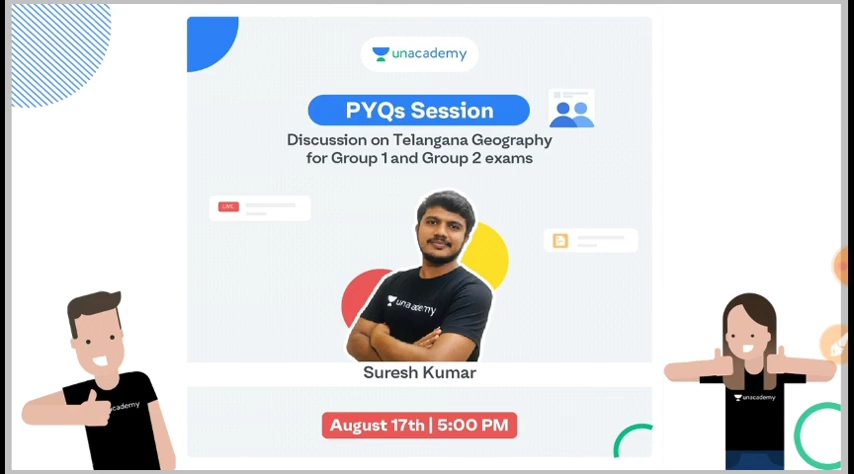 unacademy
PYQs Session
Discussion on Telangana Geography
for Group 1 and Group 2 exams
LIVE
unacademy
Suresh Kumar
August 17th | 5:00 PM
academy
unacademy